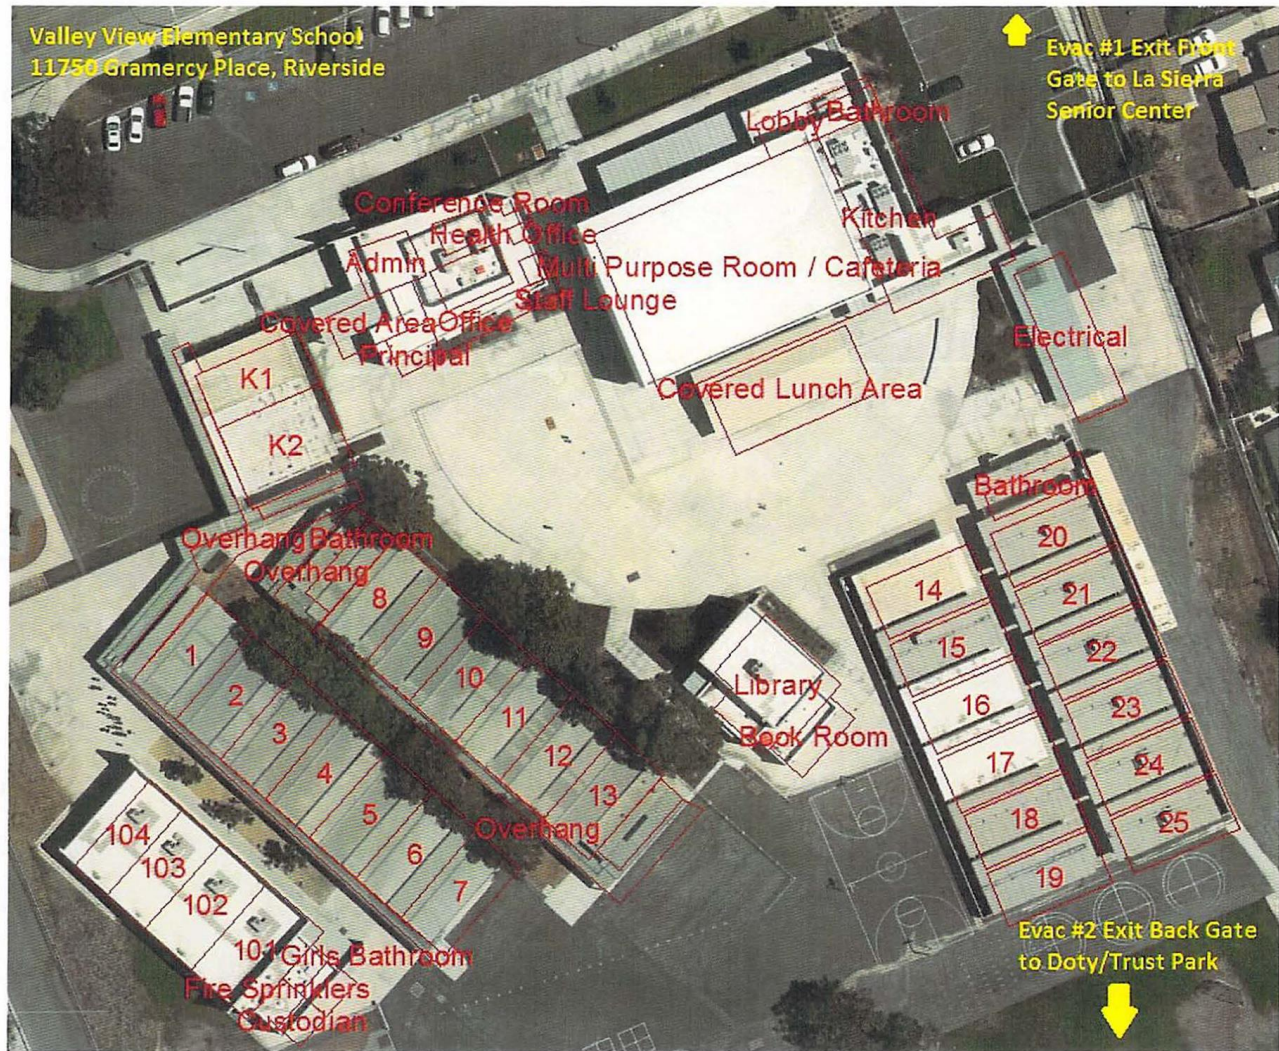 Valley View Elementary School
11750 Gramercy Place, Riverside
Evac #1 Exit Front
Gate to La Sierra
Senior Center
Lobby
Bathroom
Conference Room
Health Office
Admin
Kitchen
Multi Purpose Room / Cafeteria
Staff Lounge
Covered Area
Office
Principal
Electrical
K1
Covered Lunch Area
K2
Bathroom
Overhang
Bathroom
Overhang
20
8
14
21
9
15
1
22
10
Library
2
16
23
11
3
Book Room
12
17
24
4
13
5
18
25
104
Overhang
103
6
19
7
102
101
Girls Bathroom
Fire Sprinklers
Custodian
Evac #2 Exit Back Gate
to Doty/Trust Park